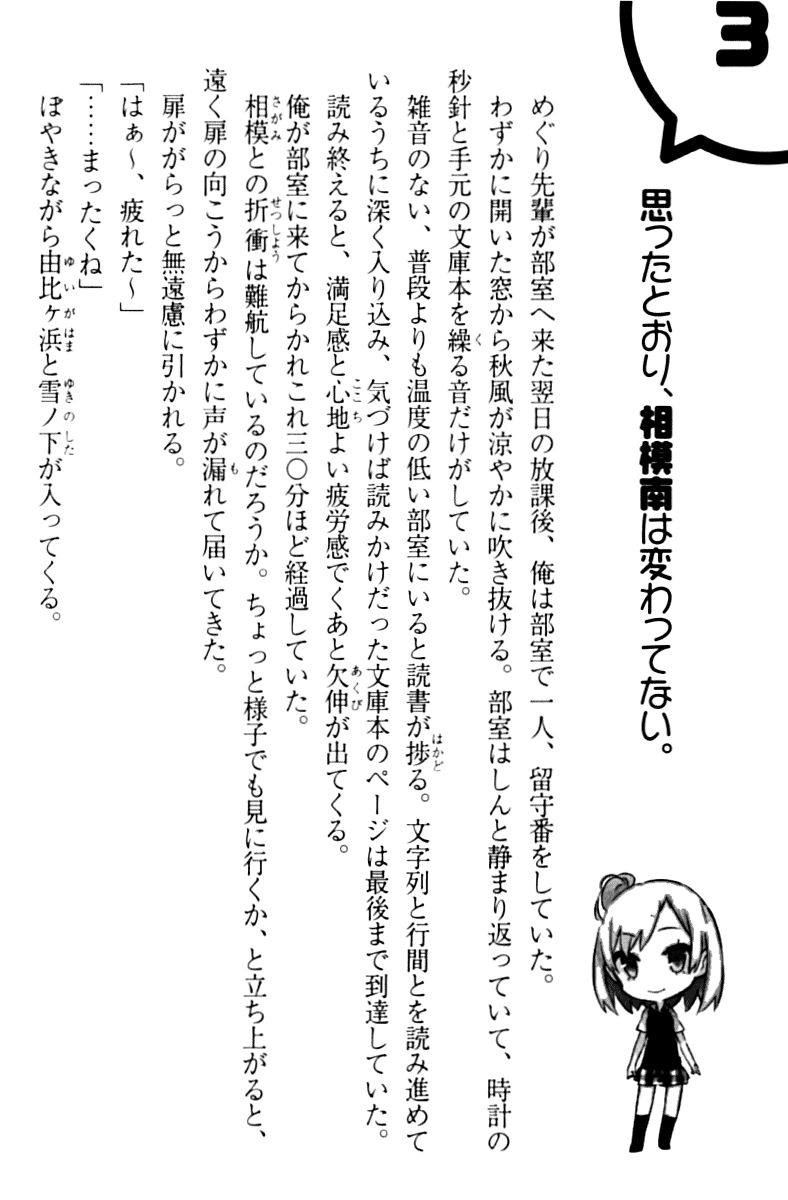 3
思ったとおり、相模南は変わってない。
めぐり先輩が部室へ来た翌日の放課後、俺は部室で一人、留守番をしていた。
わずかに開いた窓から秋風が涼やかに吹き抜ける。部室はしんと静まり返っていて、時計の
秒針と手元の文庫本を繰る音だけがしていた。
雑音のない、普段よりも温度の低い部室にいると読書が捗る。文字列と行間とを読み進めて
いるうちに深く入り込み、気づけば読みかけだった文庫本のページは最後まで到達していた。
読み終えると、満足感と心地よい疲労感でくあと欠伸が出てくる。
俺が部室に来てからかれこれ三〇分ほど経過していた。
相模との折衝は難航しているのだろうか。ちょっと様子でも見に行くか、と立ち上がると、
遠く扉の向こうからわずかに声が漏れて届いてきた。
扉ががらっと無遠慮に引かれる。
「はぁ〜、疲れた〜」
「……まったくね」
ぼやきながら由比ヶ浜と雪ノ下が入ってくる。